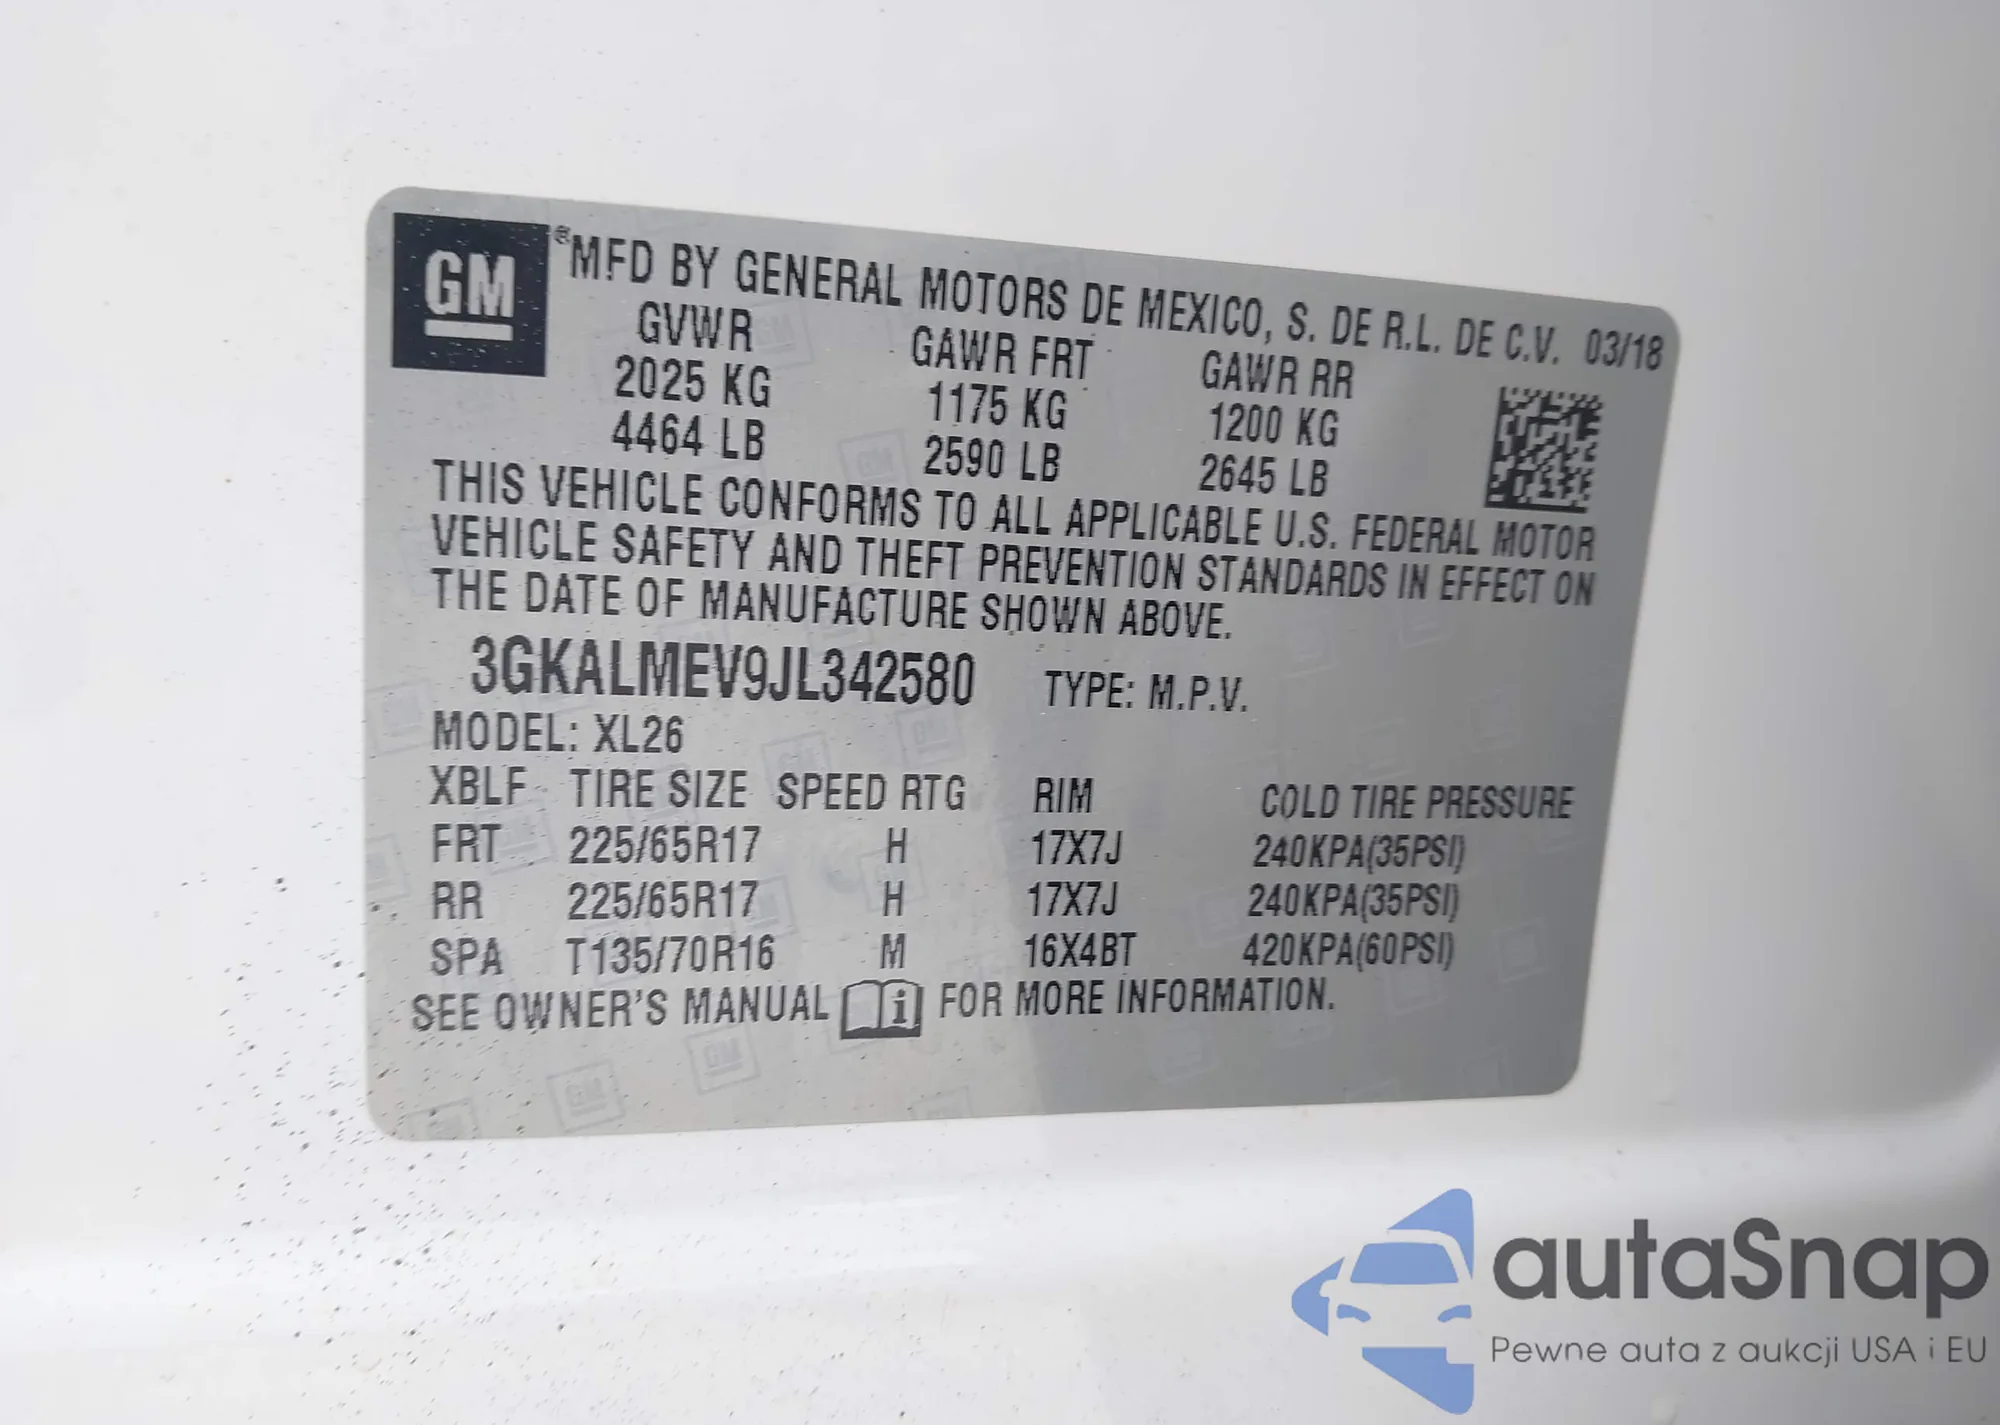 GM
®MFD BY GENERAL MOTORS DE MEXICO, S. DE R.L. DE C.V. 03/18
GVWR GAWR FRT GAWR RR
2025 KG 1175 KG 1200 KG
4464 LB 2590 LB 2645 LB
THIS VEHICLE CONFORMS TO ALL APPLICABLE U.S. FEDERAL MOTOR
VEHICLE SAFETY AND THEFT PREVENTION STANDARDS IN EFFECT ON
THE DATE OF MANUFACTURE SHOWN ABOVE.
3GKALMEV9JL342580 TYPE: M.P.V.
MODEL: XL26
XBLF TIRE SIZE SPEED RTG RIM COLD TIRE PRESSURE
FRT 225/65R17 H 17X7J 240KPA(35PSI)
RR 225/65R17 H 17X7J 240KPA(35PSI)
SPA T135/70R16 M 16X4BT 420KPA(60PSI)
SEE OWNER'S MANUAL i FOR MORE INFORMATION.
autaSnap
Pewne auta z aukcji USA i EU